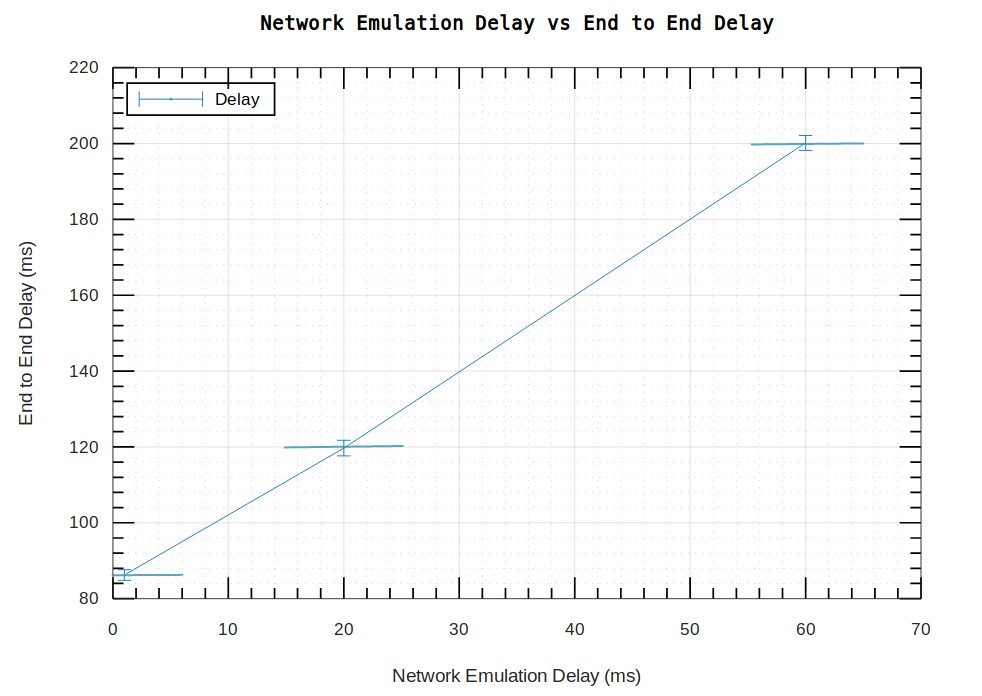 Network Emulation Delay vs End to End Delay
220
Delay
200
180
160
140
120
100
80
End to End Delay (ms)
0 10 20 30 40 50 60 70
Network Emulation Delay (ms)